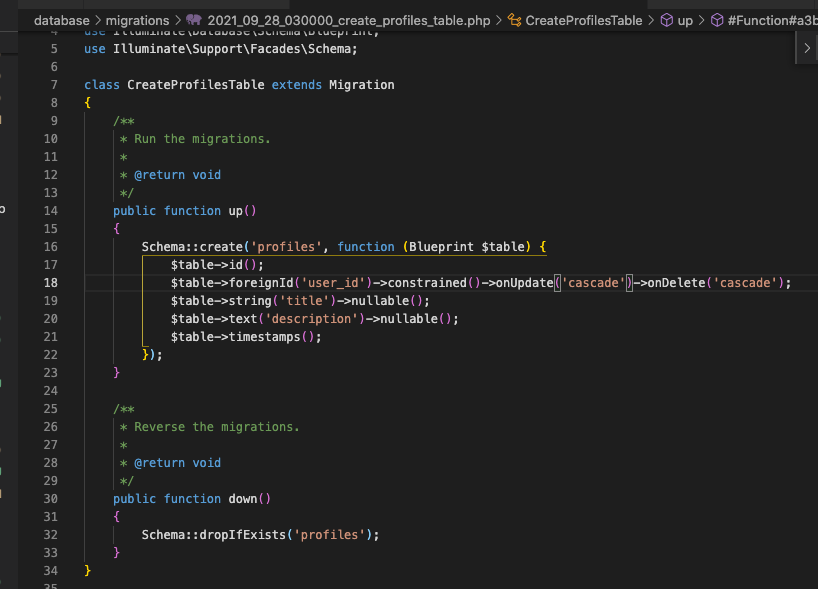 database > migrations > 2021_09_28_030000_create_profiles_table.php > CreateProfilesTable > up > #Function#a3b
4 use Illuminate\Database\Schema\Blueprint;
5 use Illuminate\Support\Facades\Schema;
6
7 class CreateProfilesTable extends Migration
8 {
9 /**
10 * Run the migrations.
11 *
12 * @return void
13 */
14 public function up()
15 {
16 Schema::create('profiles', function (Blueprint $table) {
17 $table->id();
18 $table->foreignId('user_id')->constrained()->onUpdate('cascade')->onDelete('cascade');
19 $table->string('title')->nullable();
20 $table->text('description')->nullable();
21 $table->timestamps();
22 });
23 }
24
25 /**
26 * Reverse the migrations.
27 *
28 * @return void
29 */
30 public function down()
31 {
32 Schema::dropIfExists('profiles');
33 }
34 }
35